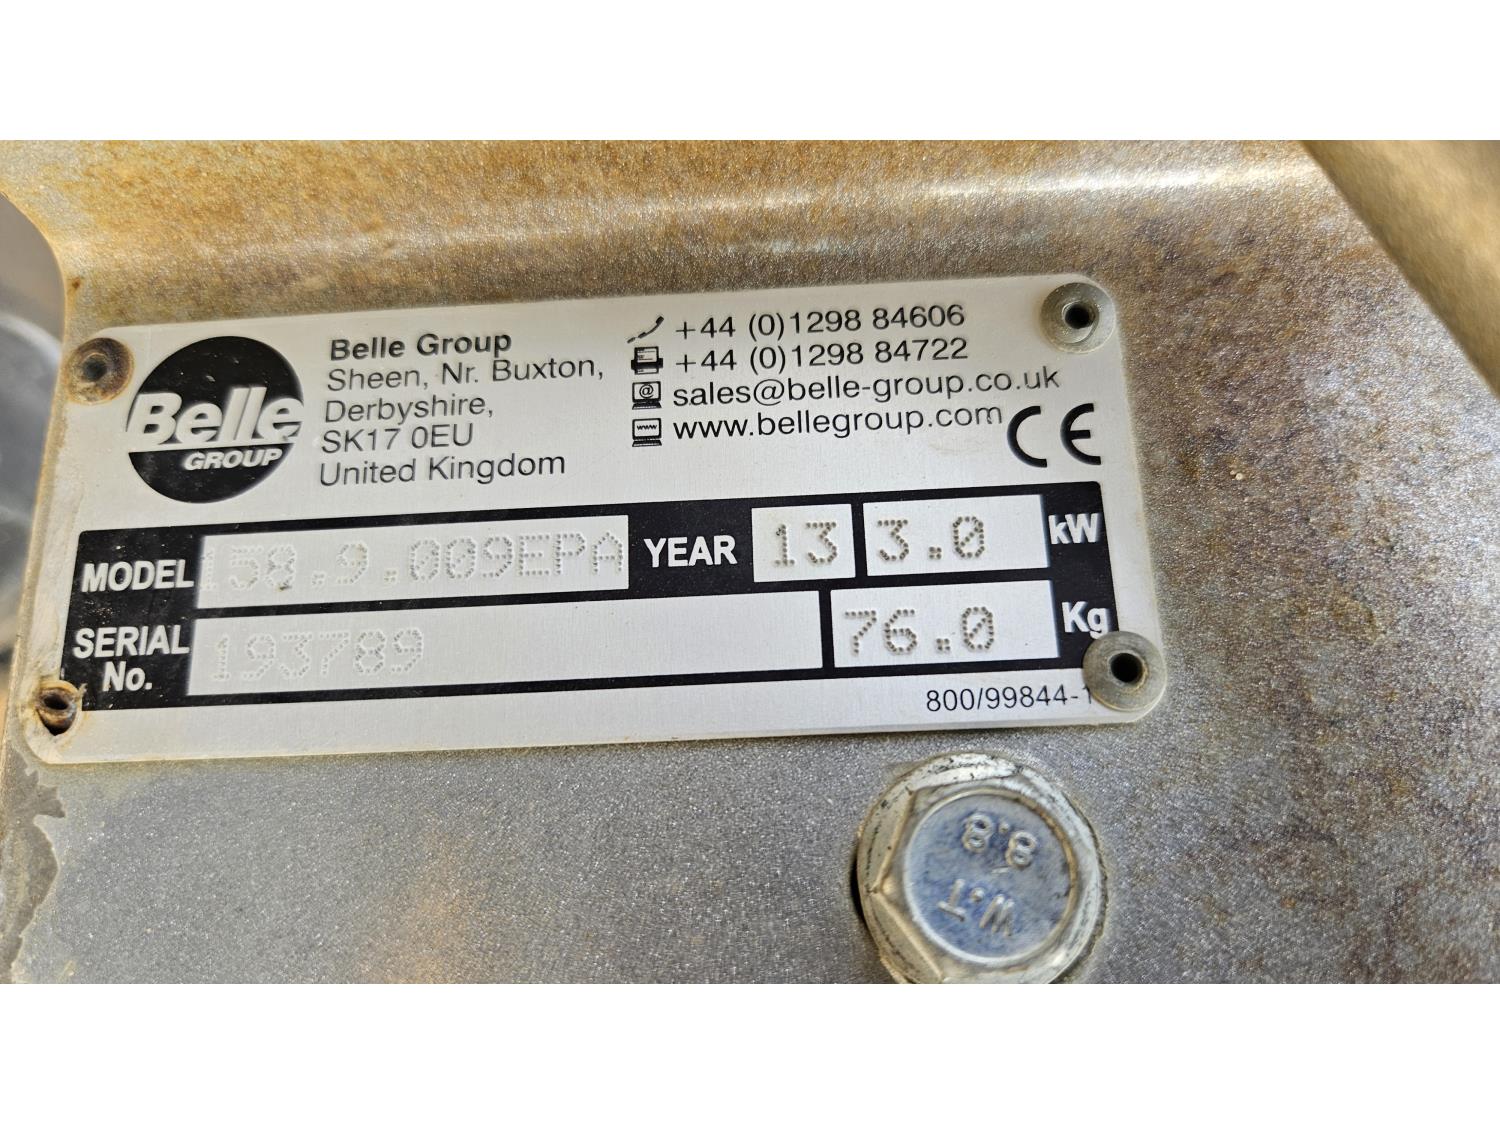 Belle
GROUP
Belle Group
Sheen, Nr. Buxton,
Derbyshire,
SK17 0EU
United Kingdom
+44 (0)1298 84606
+44 (0)1298 84722
@ sales@belle-group.co.uk
www www.bellegroup.com
CE
MODEL 158.9.009EPA YEAR 13 3.0 kW
SERIAL No. 193789 76.0 Kg
800/99844-1
8.8
W.T